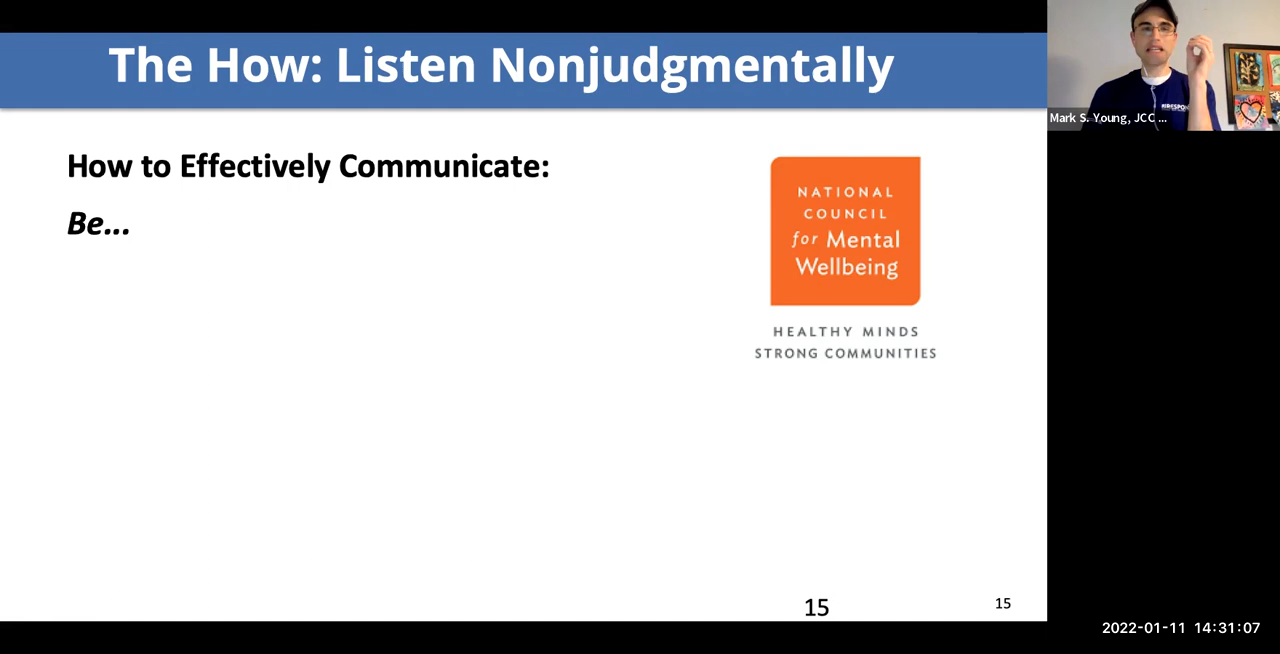 The How: Listen Nonjudgmentally
How to Effectively Communicate:
Be...
NATIONAL
COUNCIL
for Mental
Wellbeing
HEALTHY MINDS
STRONG COMMUNITIES
15
15
Mark S. Young, JCC ...
2022-01-11 14:31:07